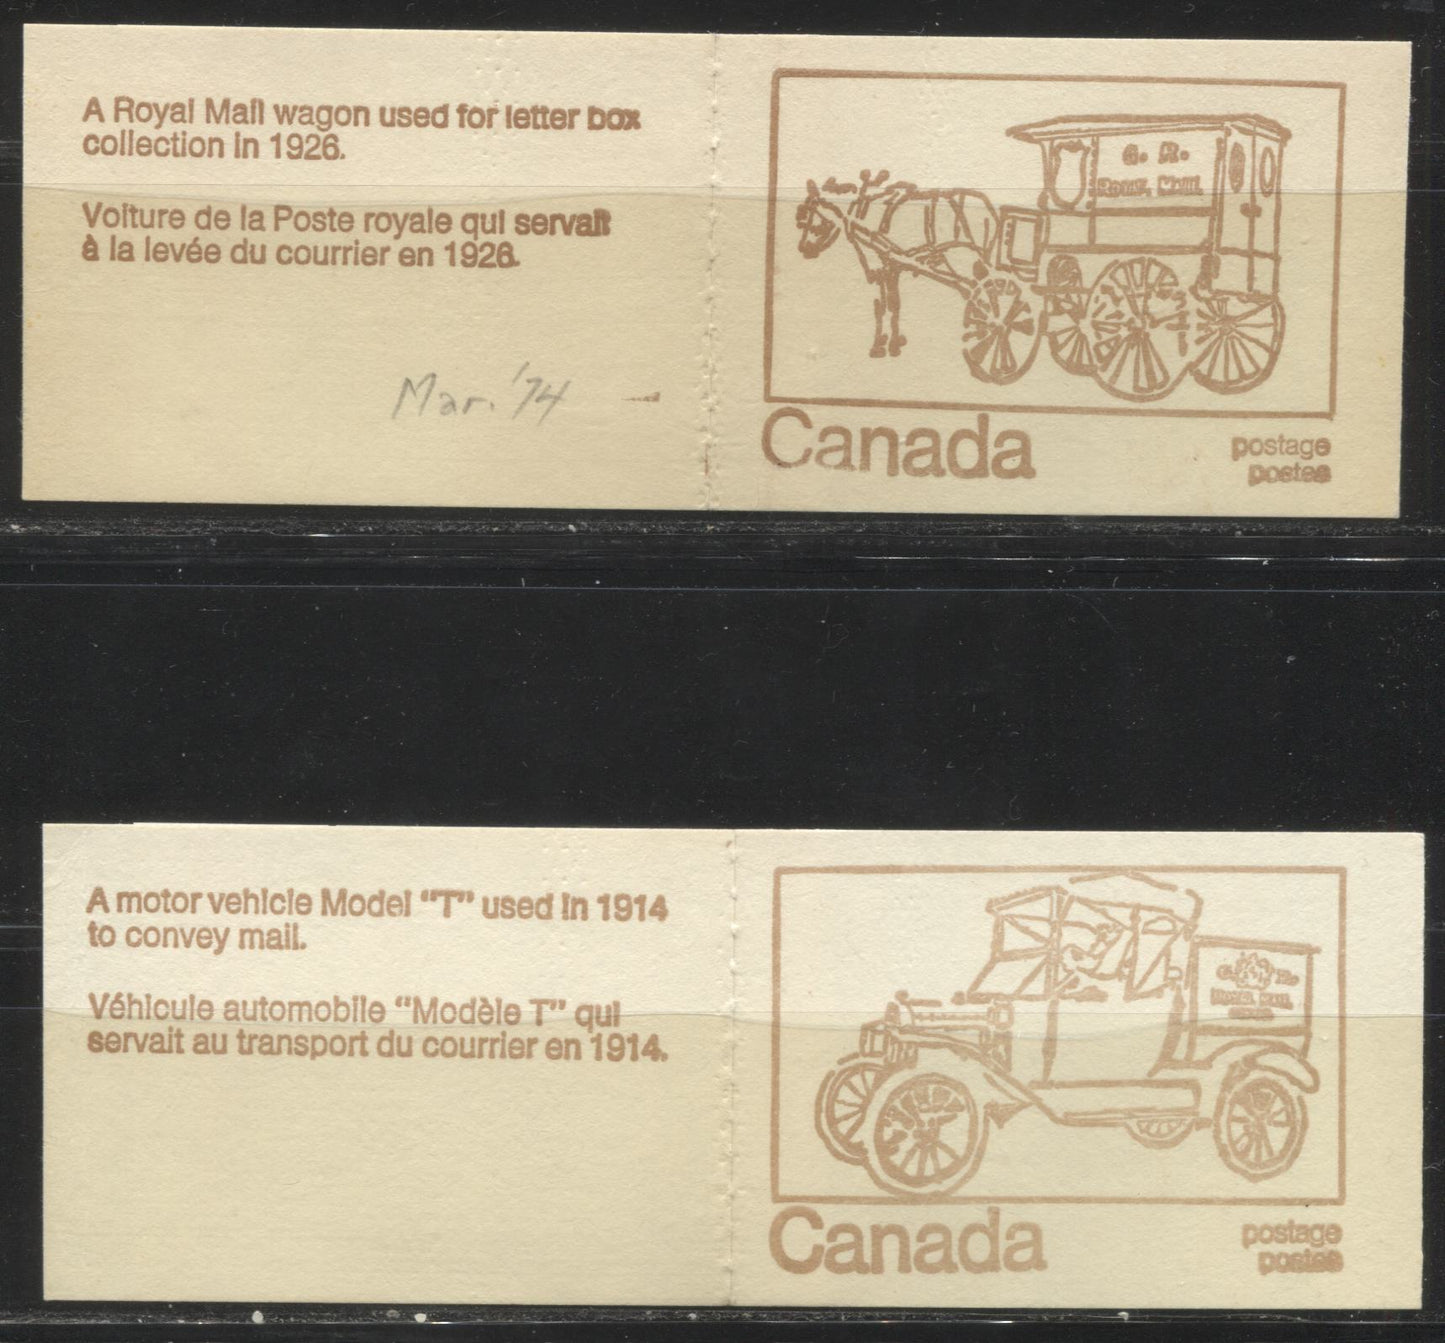 A Royal Mail wagon used for letter box
collection in 1926.
Voiture de la Poste royale qui servait
à la levée du courrier en 1926.
Mar. '74
G. R.
Royal Mail
Canada
postage
postes
A motor vehicle Model "T" used in 1914
to convey mail.
Véhicule automobile "Modèle T" qui
servait au transport du courrier en 1914.
G R.
Royal Mail
Canada
postage
postes